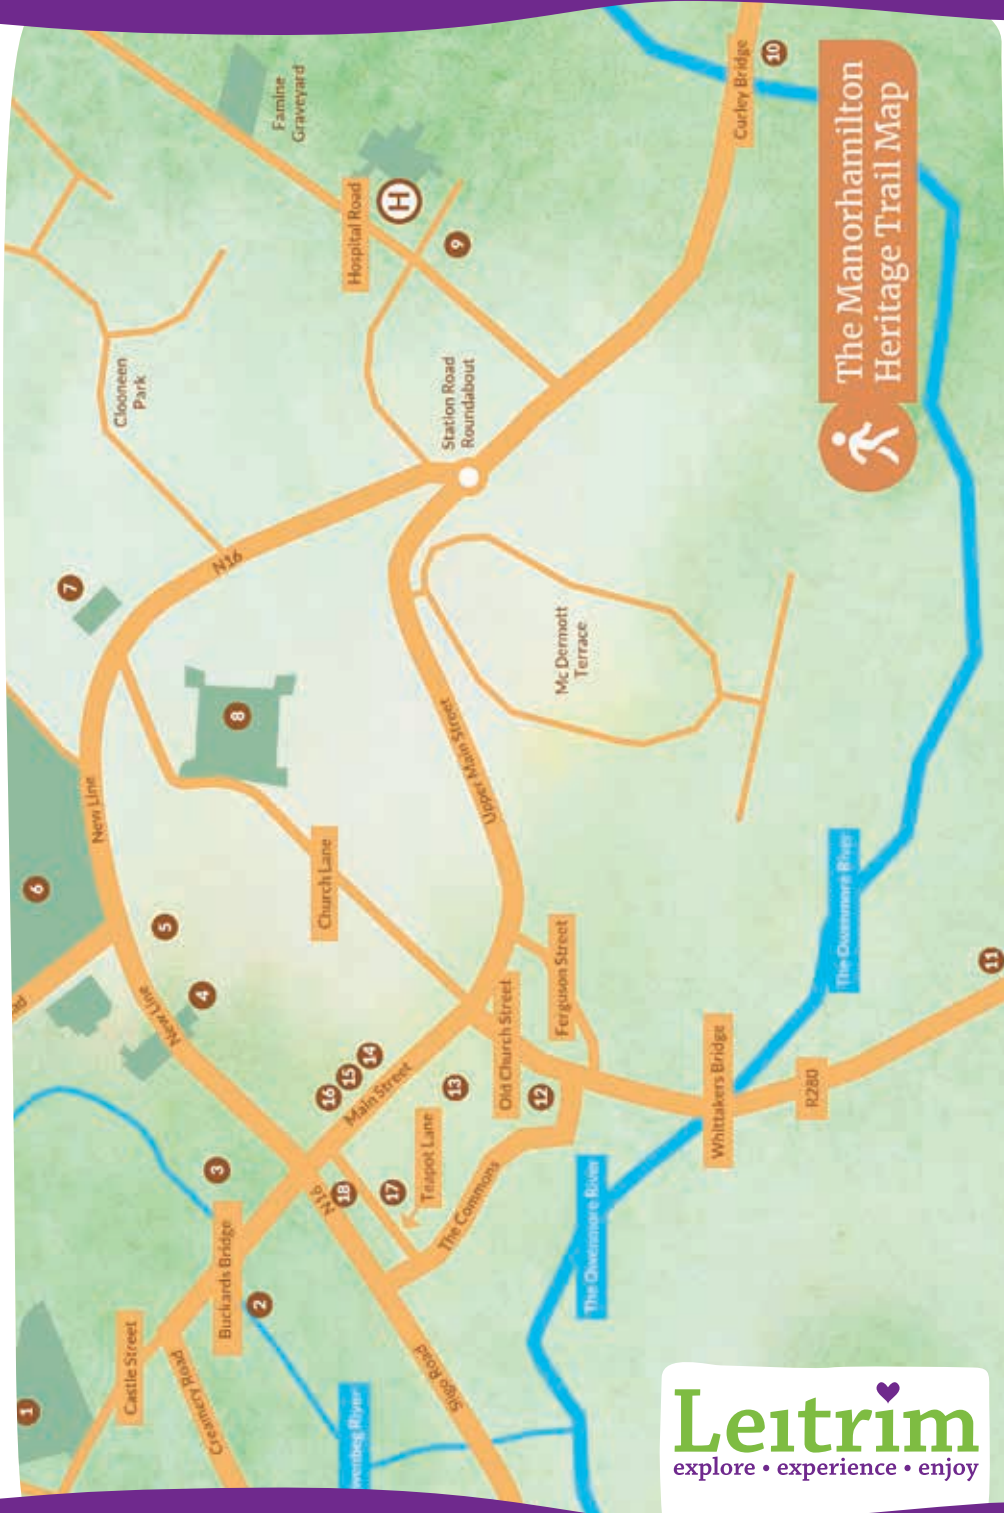 The Manorhamilton
Heritage Trail Map
Curley Bridge
10
Famine
Graveyard
Hospital Road
H
9
Station Road
Roundabout
Clooneen
Park
N16
7
8
Mc Dermott
Terrace
Upper Main Street
New Line
6
5
Church Lane
4
New Line
ad
The Owenmore River
11
Ferguson Street
Old Church Street
12
13
14
15
16
Main Street
Whittakers Bridge
R280
Teapot Lane
17
18
N16
The Commons
The Owenmore River
3
Buckards Bridge
2
Castle Street
Creamery Road
1
Sligo Road
wenbeg River
Leitrim
explore • experience • enjoy